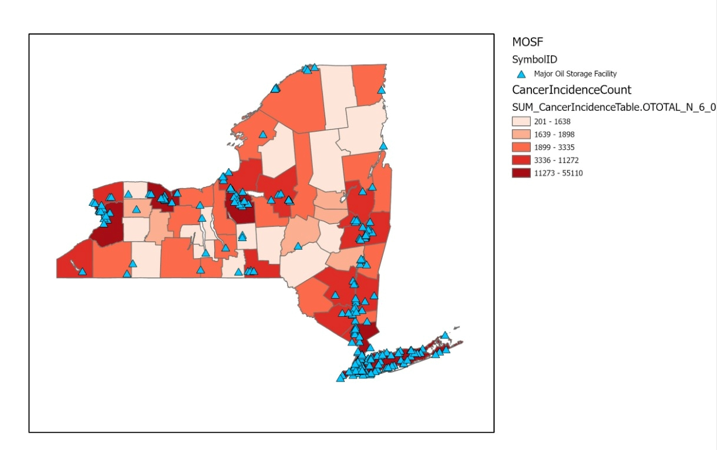 MOSF
SymbolID
Major Oil Storage Facility
CancerIncidenceCount
SUM_CancerIncidenceTable.OTOTAL_N_6_0
201 - 1638
1639 - 1898
1899 - 3335
3336 - 11272
11273 - 55110